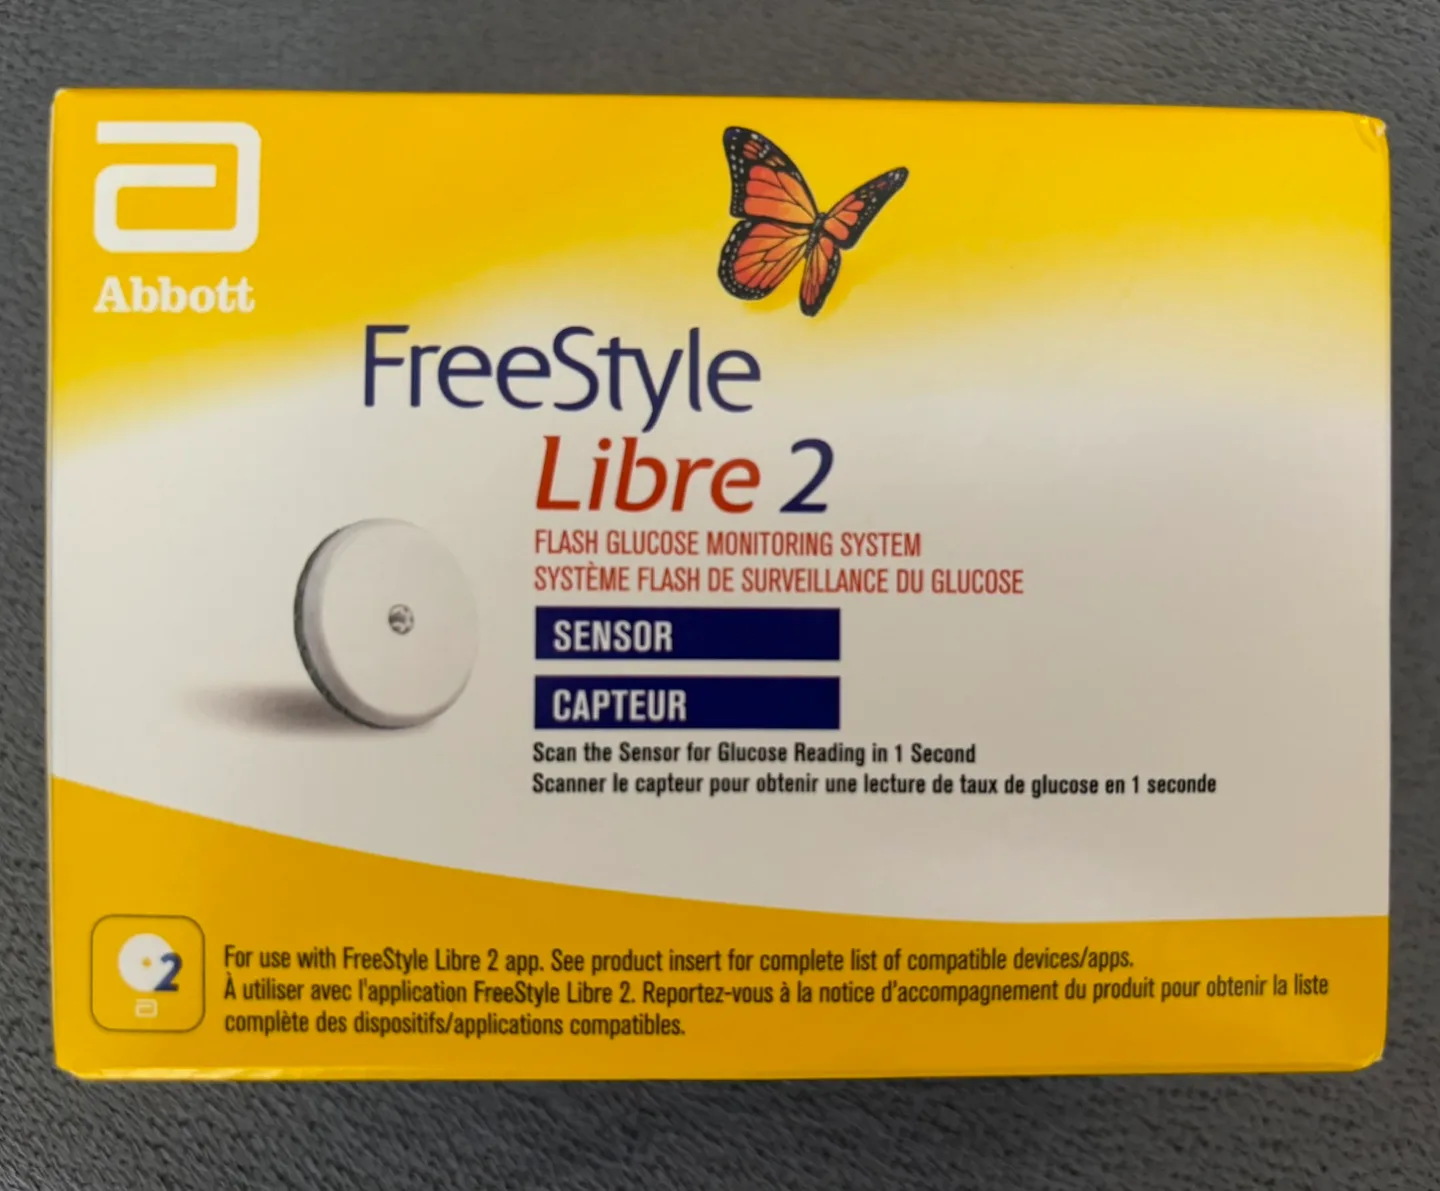 Abbott
FreeStyle
Libre 2
FLASH GLUCOSE MONITORING SYSTEM
SYSTÈME FLASH DE SURVEILLANCE DU GLUCOSE
SENSOR
CAPTEUR
Scan the Sensor for Glucose Reading in 1 Second
Scanner le capteur pour obtenir une lecture de taux de glucose en 1 seconde
2
For use with FreeStyle Libre 2 app. See product insert for complete list of compatible devices/apps.
À utiliser avec l'application FreeStyle Libre 2. Reportez-vous à la notice d'accompagnement du produit pour obtenir la liste
complète des dispositifs/applications compatibles.